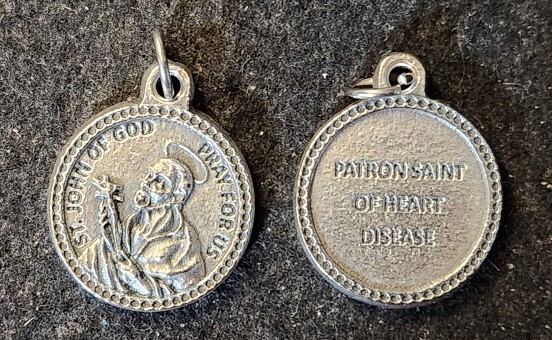 ST. JOHN OF GOD
PRAY FOR US
PATRON SAINT
OF HEART
DISEASE